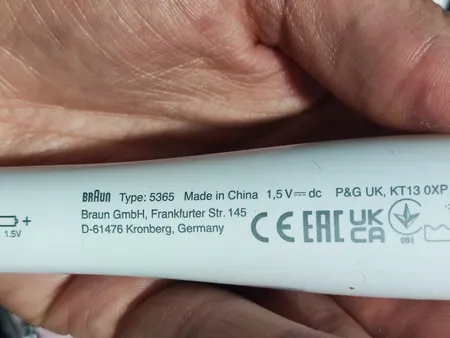 BRAUN Type: 5365 Made in China 1,5 V dc P&G UK, KT13 0XP
Braun GmbH, Frankfurter Str. 145
D-61476 Kronberg, Germany
+
1.5V
CE EAC UK CA
001